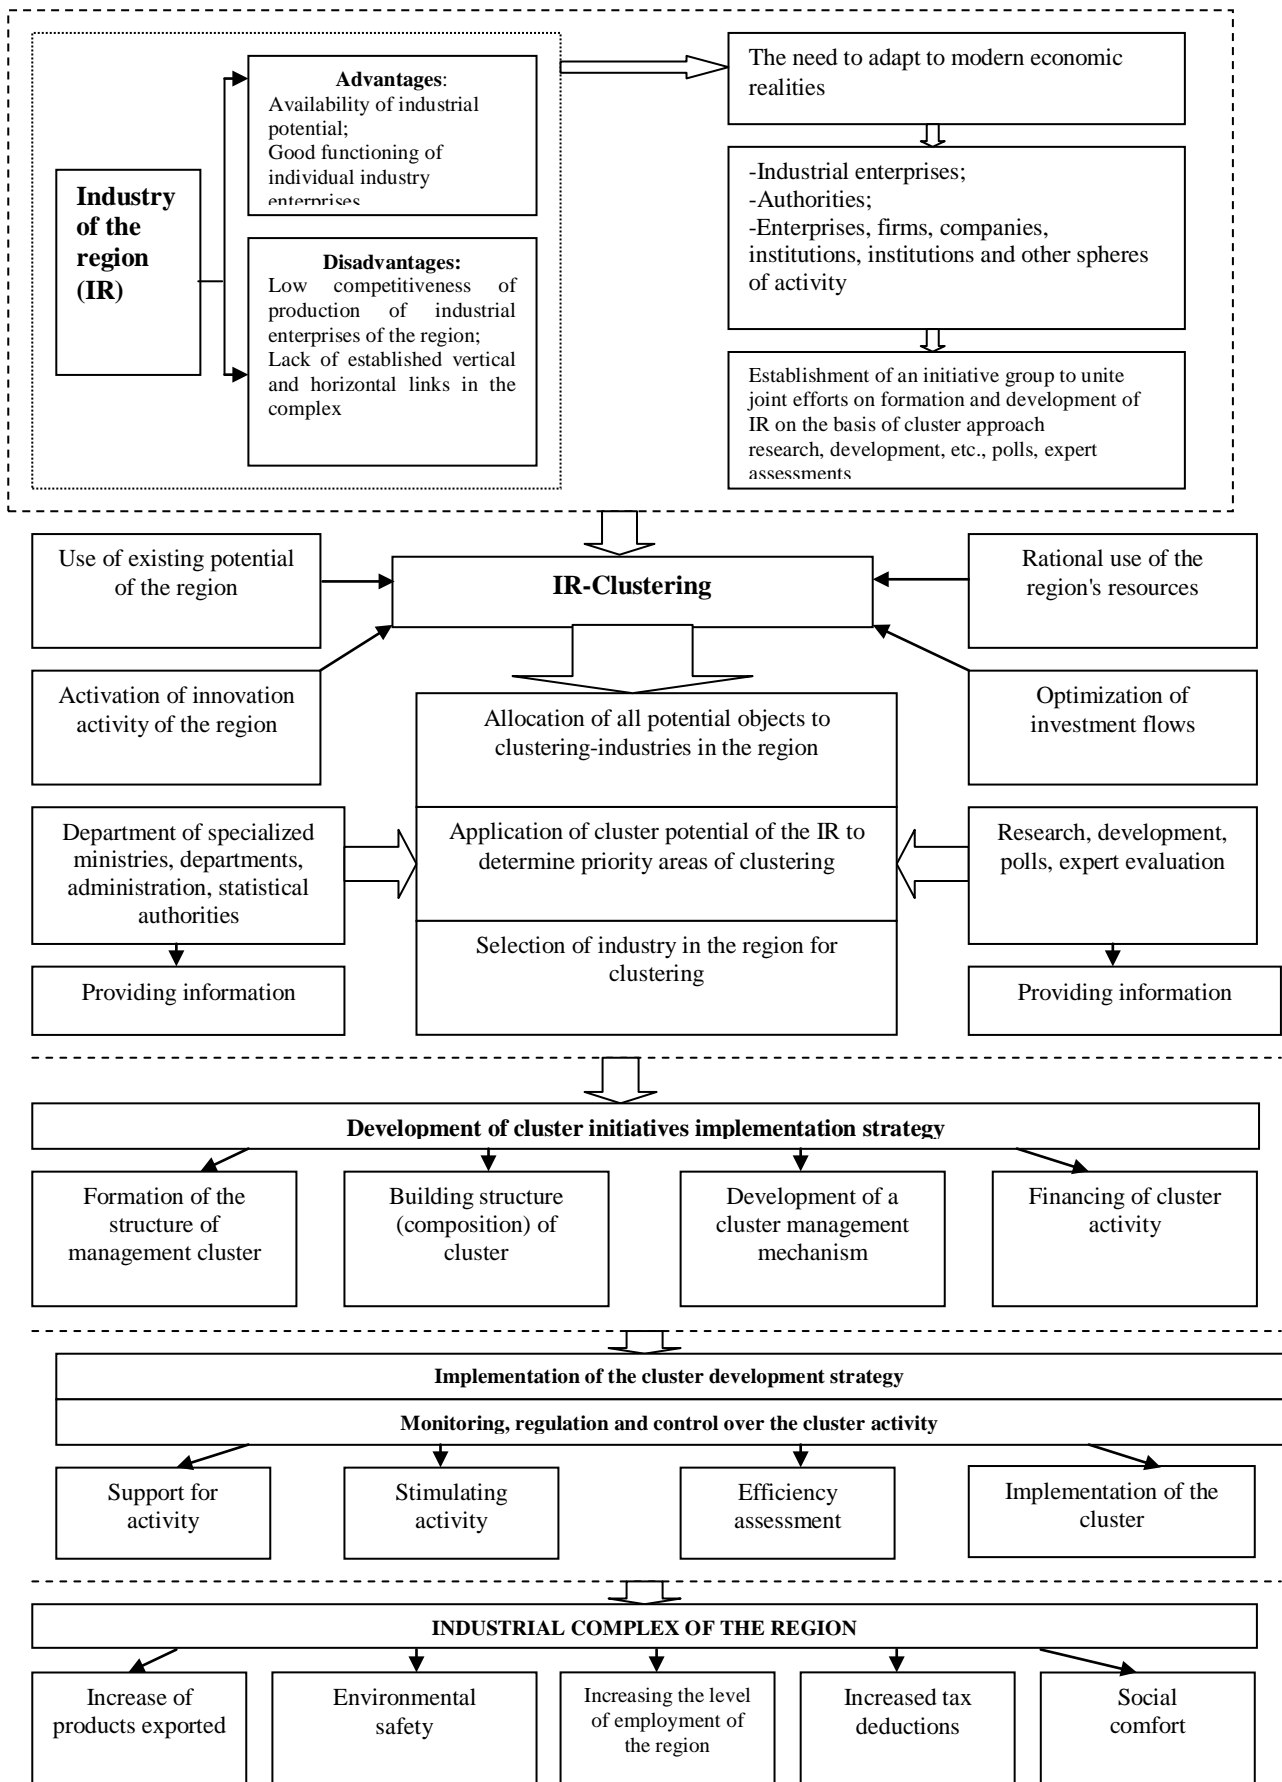 Industry
of the
region
(IR)
Advantages:
Availability of industrial
potential;
Good functioning of
individual industry
enterprises
Disadvantages:
Low competitiveness of
production of industrial
enterprises of the region;
Lack of established vertical
and horizontal links in the
complex
The need to adapt to modern economic
realities
-Industrial enterprises;
-Authorities;
-Enterprises, firms, companies,
institutions, institutions and other spheres
of activity
Establishment of an initiative group to unite
joint efforts on formation and development of
IR on the basis of cluster approach
research, development, etc., polls, expert
assessments
Use of existing potential
of the region
IR-Clustering
Rational use of the
region's resources
Activation of innovation
activity of the region
Optimization of
investment flows
Allocation of all potential objects to
clustering-industries in the region
Department of specialized
ministries, departments,
administration, statistical
authorities
Application of cluster potential of the IR to
determine priority areas of clustering
Research, development,
polls, expert evaluation
Selection of industry in the region for
clustering
Providing information
Providing information
Development of cluster initiatives implementation strategy
Formation of the
structure of
management cluster
Building structure
(composition) of
cluster
Development of a
cluster management
mechanism
Financing of cluster
activity
Implementation of the cluster development strategy
Monitoring, regulation and control over the cluster activity
Support for
activity
Stimulating
activity
Efficiency
assessment
Implementation of the
cluster
INDUSTRIAL COMPLEX OF THE REGION
Increase of
products exported
Environmental
safety
Increasing the level
of employment of
the region
Increased tax
deductions
Social
comfort